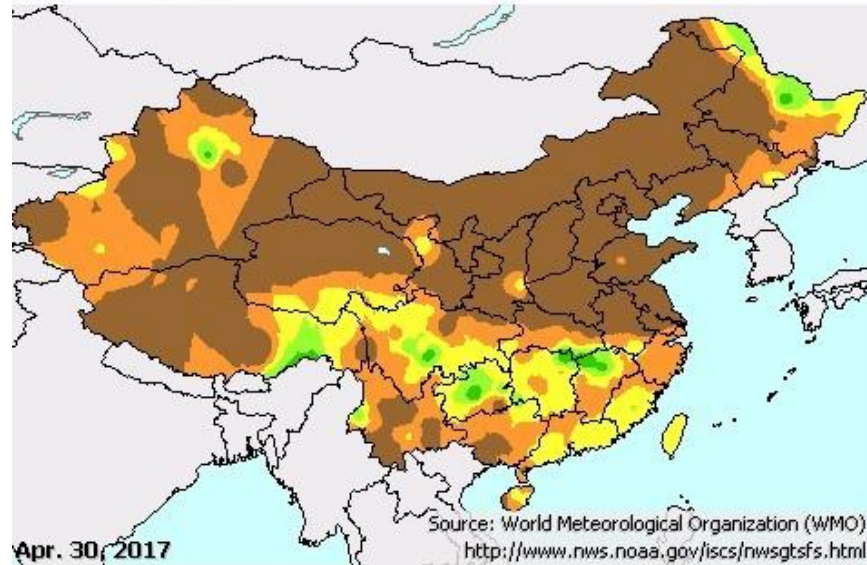 Source: World Meteorological Organization (WMO)
Apr. 30, 2017
http://www.nws.noaa.gov/iscs/nwsgtsfs.html